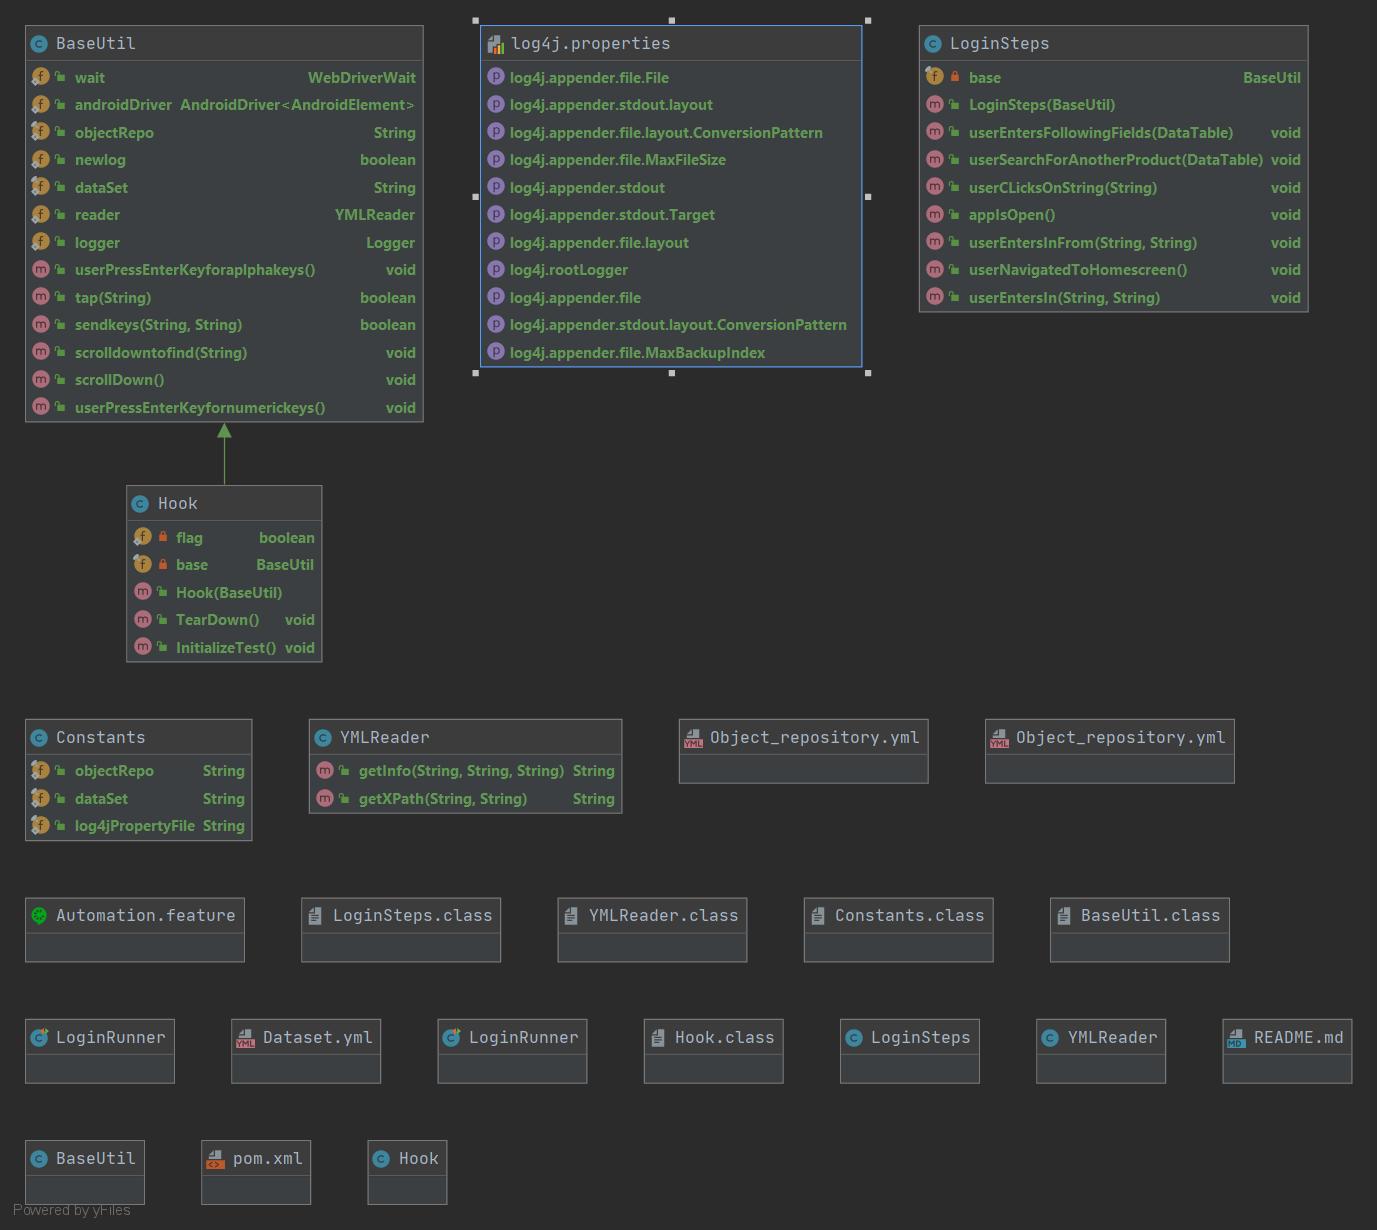 BaseUtil
wait WebDriverWait
androidDriver AndroidDriver<AndroidElement>
objectRepo String
newlog boolean
dataSet String
reader YMLReader
logger Logger
userPressEnterKeyforaplphakeys() void
tap(String) boolean
sendkeys(String, String) boolean
scrolldowntofind(String) void
scrollDown() void
userPressEnterKeyfornumerickeys() void
log4j.properties
log4j.appender.file.File
log4j.appender.stdout.layout
log4j.appender.file.layout.ConversionPattern
log4j.appender.file.MaxFileSize
log4j.appender.stdout
log4j.appender.stdout.Target
log4j.appender.file.layout
log4j.rootLogger
log4j.appender.file
log4j.appender.stdout.layout.ConversionPattern
log4j.appender.file.MaxBackupIndex
LoginSteps
base BaseUtil
LoginSteps(BaseUtil)
userEntersFollowingFields(DataTable) void
userSearchForAnotherProduct(DataTable) void
userCLicksOnString(String) void
appIsOpen() void
userEntersInFrom(String, String) void
userNavigatedToHomescreen() void
userEntersIn(String, String) void
Hook
flag boolean
base BaseUtil
Hook(BaseUtil)
TearDown() void
InitializeTest() void
Constants
objectRepo String
dataSet String
log4jPropertyFile String
YMLReader
getInfo(String, String, String) String
getXPath(String, String) String
Object_repository.yml
Object_repository.yml
Automation.feature
LoginSteps.class
YMLReader.class
Constants.class
BaseUtil.class
LoginRunner
Dataset.yml
LoginRunner
Hook.class
LoginSteps
YMLReader
README.md
BaseUtil
pom.xml
Hook
Powered by yFiles